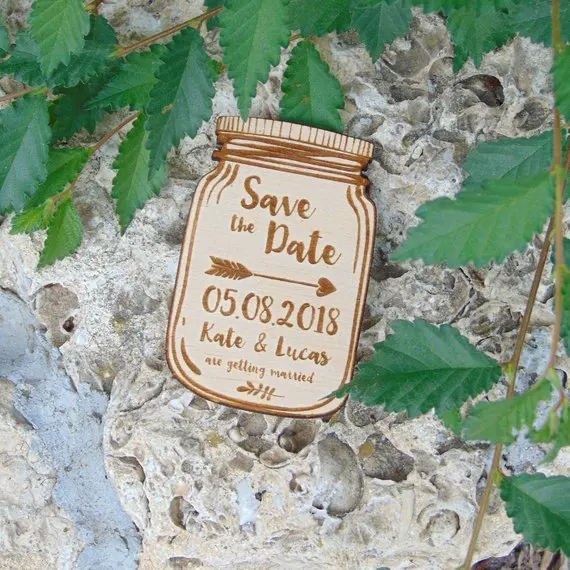 Save
the Date
05.08.2018
Kate & Lucas
are getting married